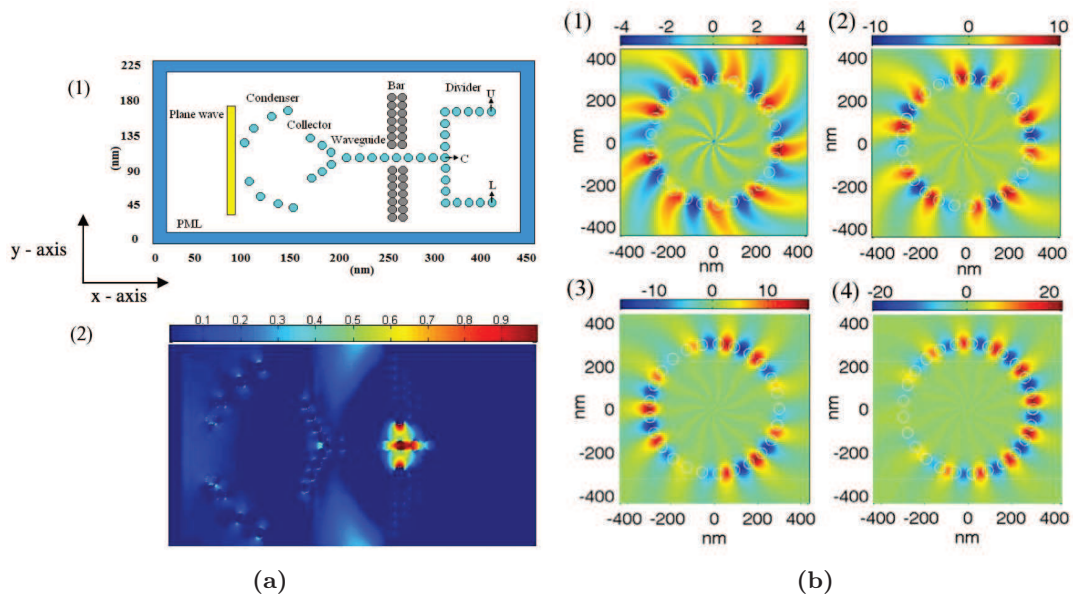 (1)
225
180
135
90
45
0
(nm)
Plane wave
Condenser
Collector
Waveguide
Bar
Divider
U
C
L
PML
0 50 100 150 200 250 300 350 400 450
(nm)
y - axis
x - axis
(2)
0.1 0.2 0.3 0.4 0.5 0.6 0.7 0.8 0.9
(a)
(1)
-4 -2 0 2 4
400
200
0
-200
-400
nm
-400 -200 0 200 400
nm
(2)
-10 0 10
400
200
0
-200
-400
nm
-400 -200 0 200 400
nm
(3)
-10 0 10
400
200
0
-200
-400
nm
-400 -200 0 200 400
nm
(4)
-20 0 20
400
200
0
-200
-400
nm
-400 -200 0 200 400
nm
(b)